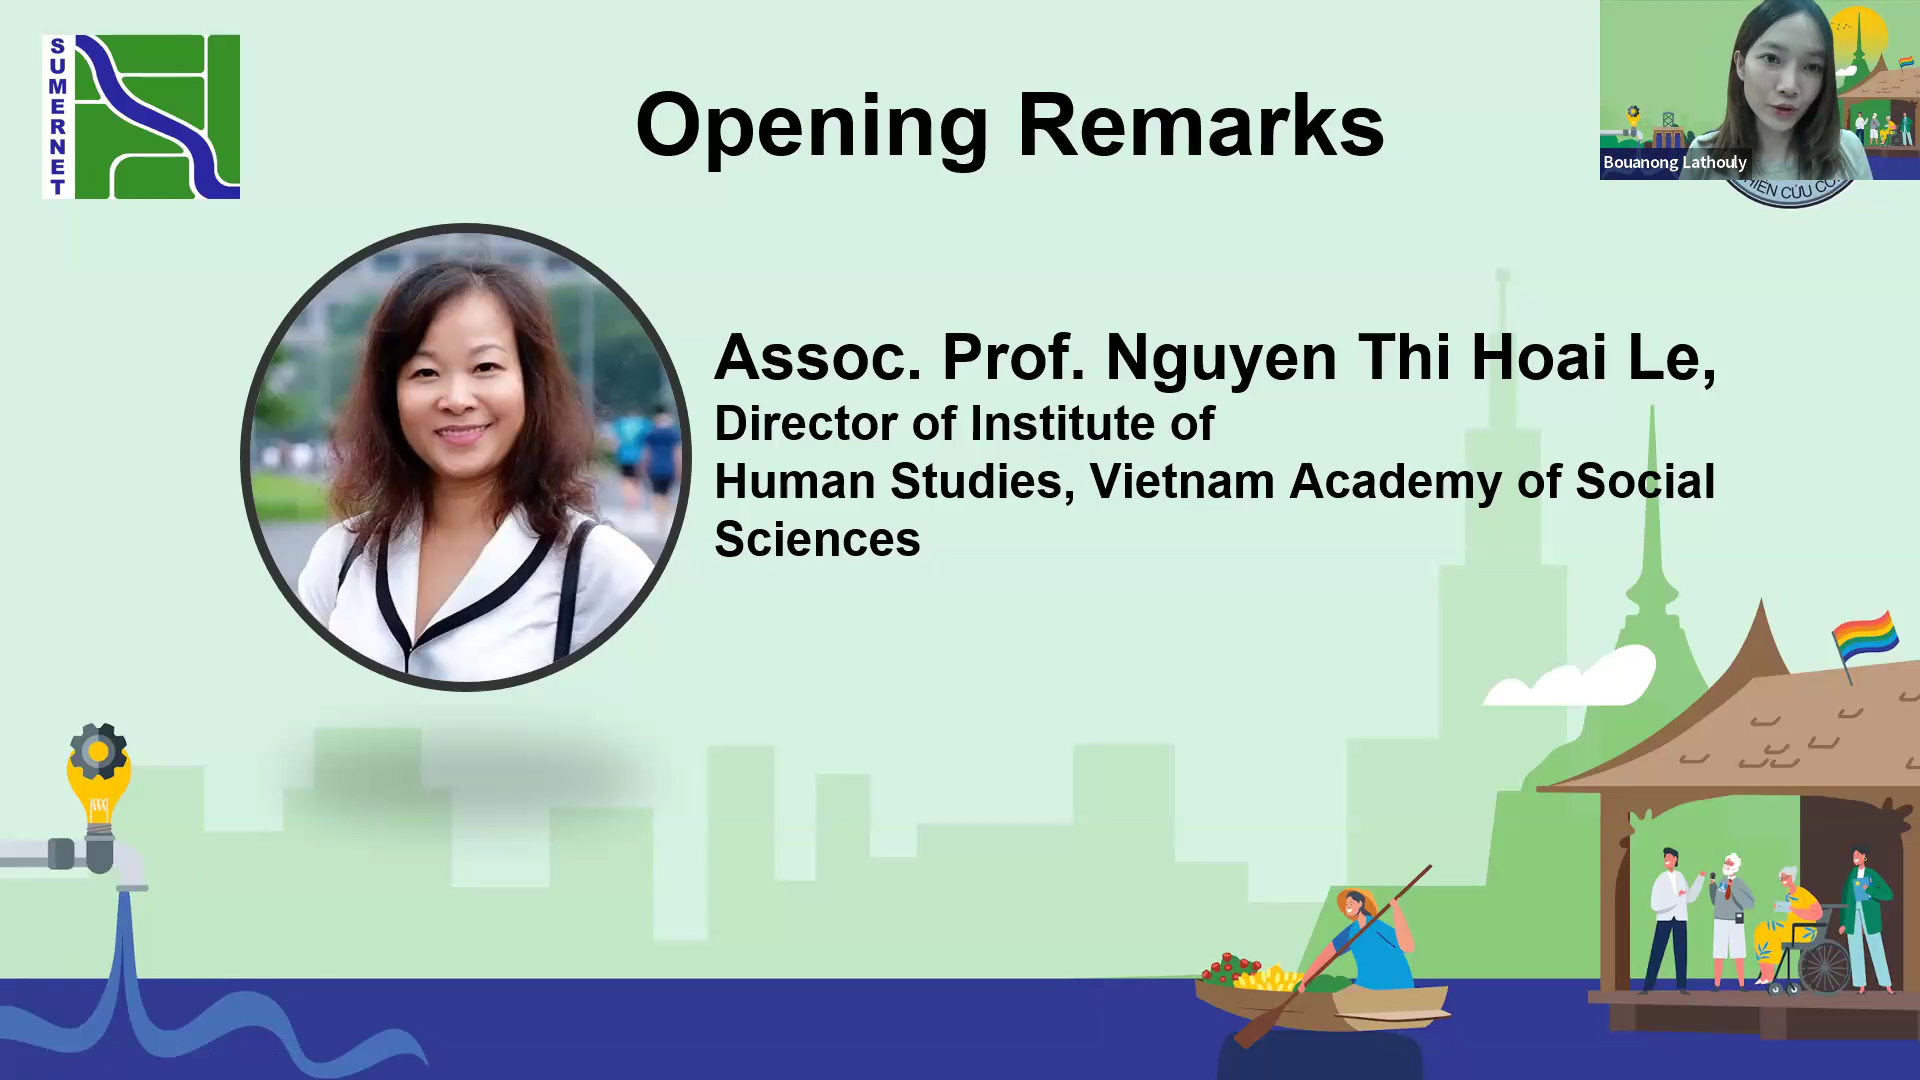 SUMERNET
Opening Remarks
Bouanong Lathouly
Assoc. Prof. Nguyen Thi Hoai Le,
Director of Institute of
Human Studies, Vietnam Academy of Social
Sciences